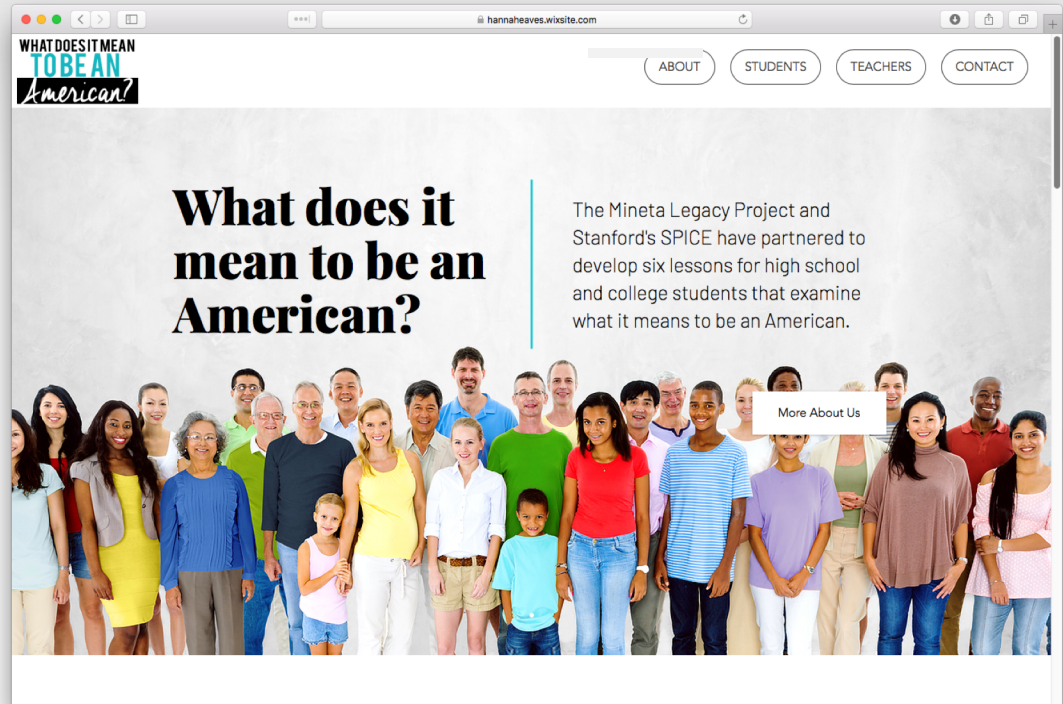 hannaheaves.wixsite.com
WHAT DOES IT MEAN
TO BE AN
American?
ABOUT
STUDENTS
TEACHERS
CONTACT
What does it
mean to be an
American?
The Mineta Legacy Project and
Stanford's SPICE have partnered to
develop six lessons for high school
and college students that examine
what it means to be an American.
More About Us